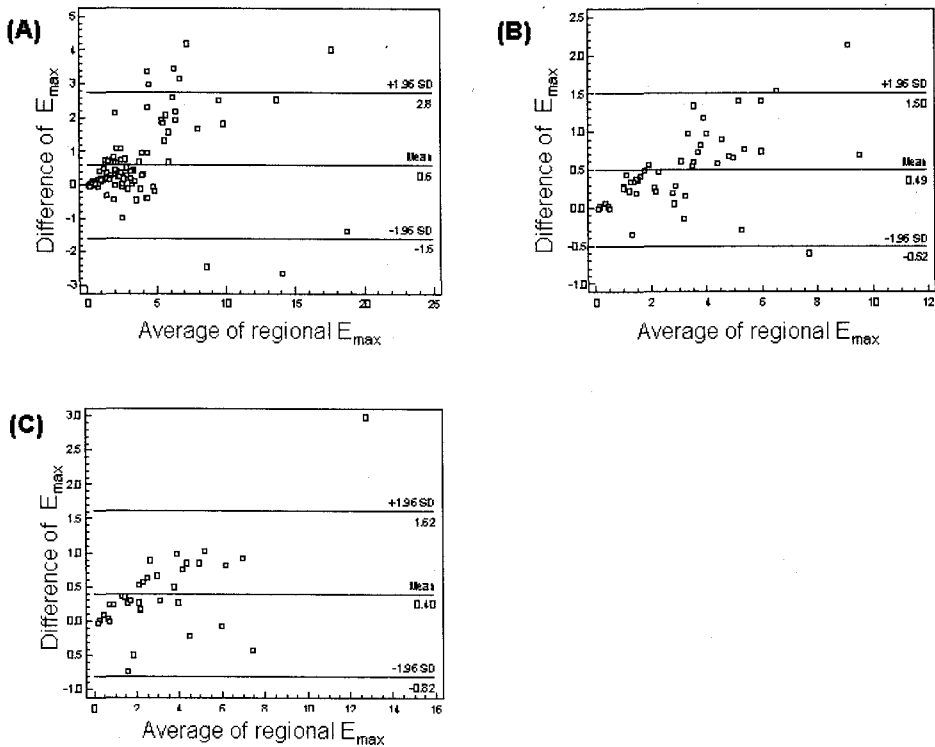 (A)
Difference of Emax
5
4
3
2
1
0
-1
-2
-3
+1.96 SD
2.8
Mean
0.6
-1.96 SD
-1.6
0 5 10 15 20 25
Average of regional Emax
(B)
Difference of Emax
2.5
2.0
1.5
1.0
0.5
0.0
-0.5
-1.0
+1.96 SD
1.50
Mean
0.49
-1.96 SD
-0.52
0 2 4 6 8 10 12
Average of regional Emax
(C)
Difference of Emax
3.0
2.5
2.0
1.5
1.0
0.5
0.0
0.5
-1.0
+1.96 SD
1.62
Mean
0.40
-1.96 SD
-0.82
0 2 4 6 8 10 12 14 16
Average of regional Emax